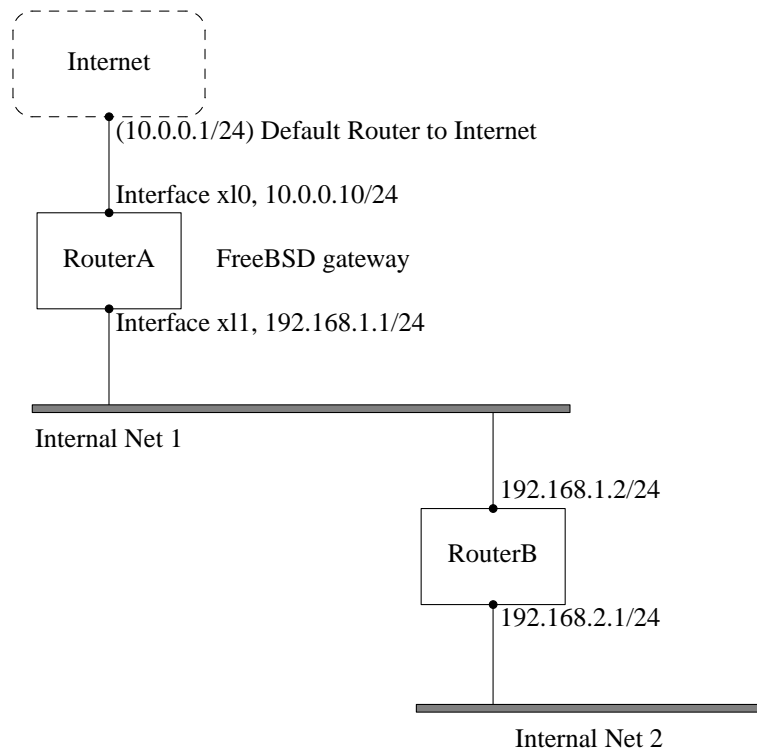 Internet
(10.0.0.1/24) Default Router to Internet
Interface xl0, 10.0.0.10/24
RouterA
FreeBSD gateway
Interface xl1, 192.168.1.1/24
Internal Net 1
192.168.1.2/24
RouterB
192.168.2.1/24
Internal Net 2